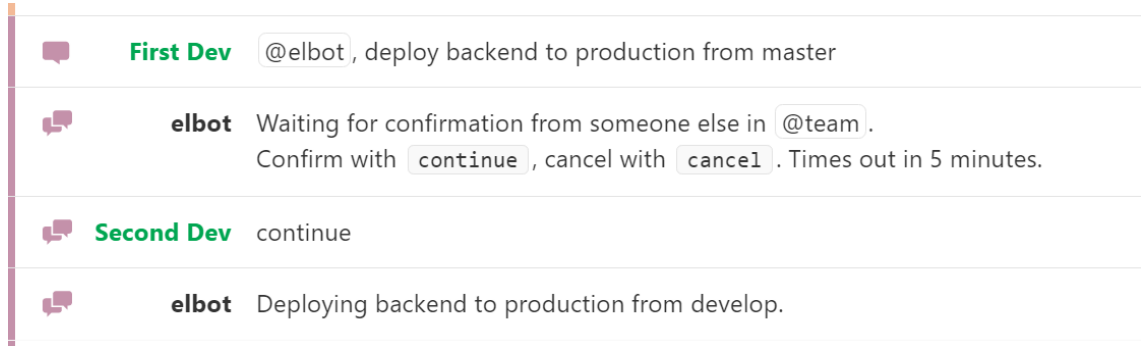 First Dev @elbot, deploy backend to production from master
elbot Waiting for confirmation from someone else in @team.
Confirm with continue, cancel with cancel. Times out in 5 minutes.
Second Dev continue
elbot Deploying backend to production from develop.